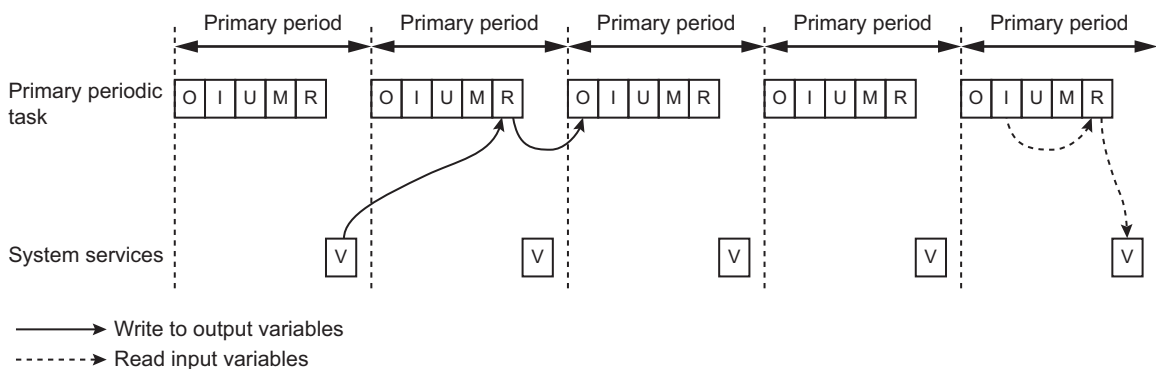 Primary period Primary period Primary period Primary period Primary period
Primary periodic
task
O I U M R O I U M R O I U M R O I U M R O I U M R
System services
V V V V V
Write to output variables
Read input variables